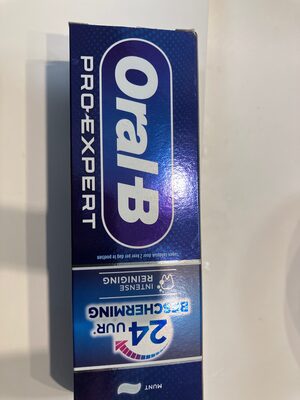 Oral-B
PRO-EXPERT
INTENSE
REINIGING
24 UUR*
BESCHERMING
MUNT